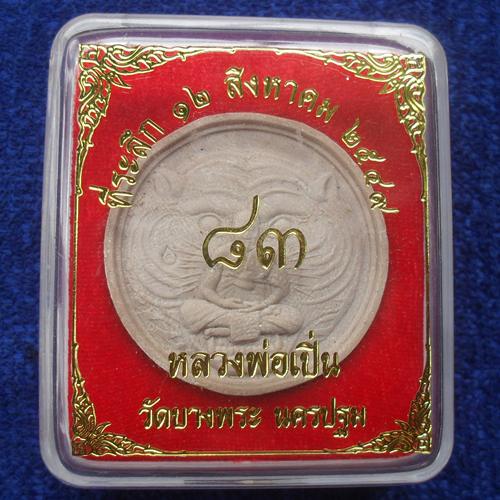 ที่ระลึก ๑๒ สิงหาคม ๒๕๔๙
๘๓
หลวงพ่อเปิ่น
วัดบางพระ นครปฐม